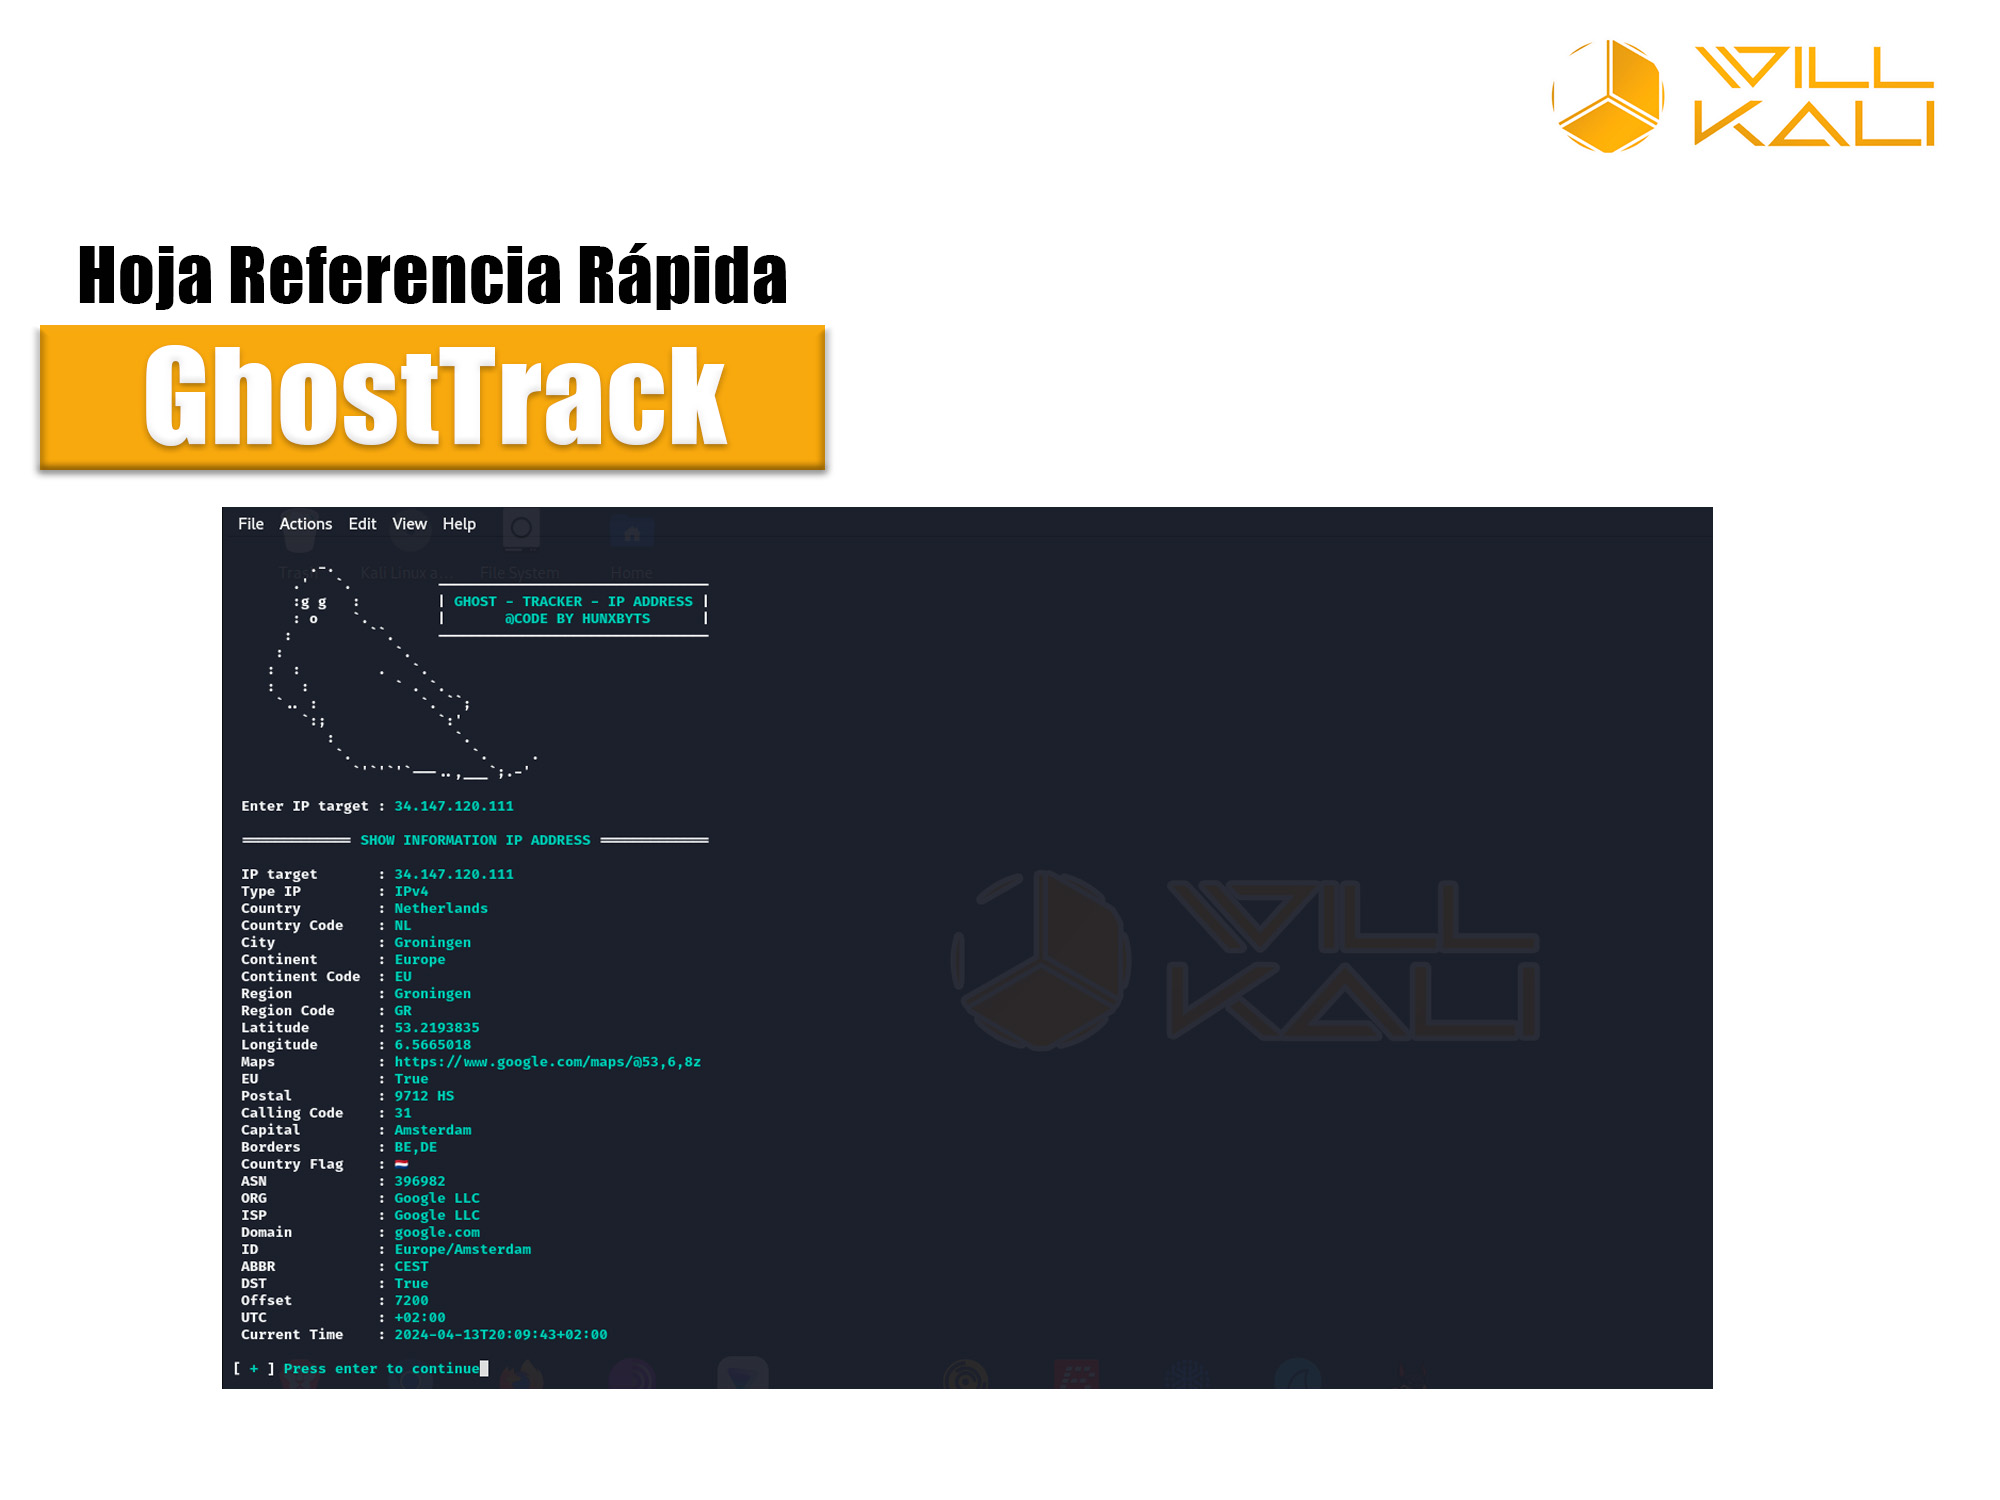 WILL
KALI
Hoja Referencia Rápida
GhostTrack
File Actions Edit View Help
Trash Kali Linux a... File System Home
:g g :
: o
| GHOST - TRACKER - IP ADDRESS |
| @CODE BY HUNXBYTS |
Enter IP target : 34.147.120.111
============= SHOW INFORMATION IP ADDRESS =============
IP target : 34.147.120.111
Type IP : IPv4
Country : Netherlands
Country Code : NL
City : Groningen
Continent : Europe
Continent Code : EU
Region : Groningen
Region Code : GR
Latitude : 53.2193835
Longitude : 6.5665018
Maps : https://www.google.com/maps/@53,6,8z
EU : True
Postal : 9712 HS
Calling Code : 31
Capital : Amsterdam
Borders : BE,DE
Country Flag : 🇳🇱
ASN : 396982
ORG : Google LLC
ISP : Google LLC
Domain : google.com
ID : Europe/Amsterdam
ABBR : CEST
DST : True
Offset : 7200
UTC : +02:00
Current Time : 2024-04-13T20:09:43+02:00
[ + ] Press enter to continue
WILL
KALI